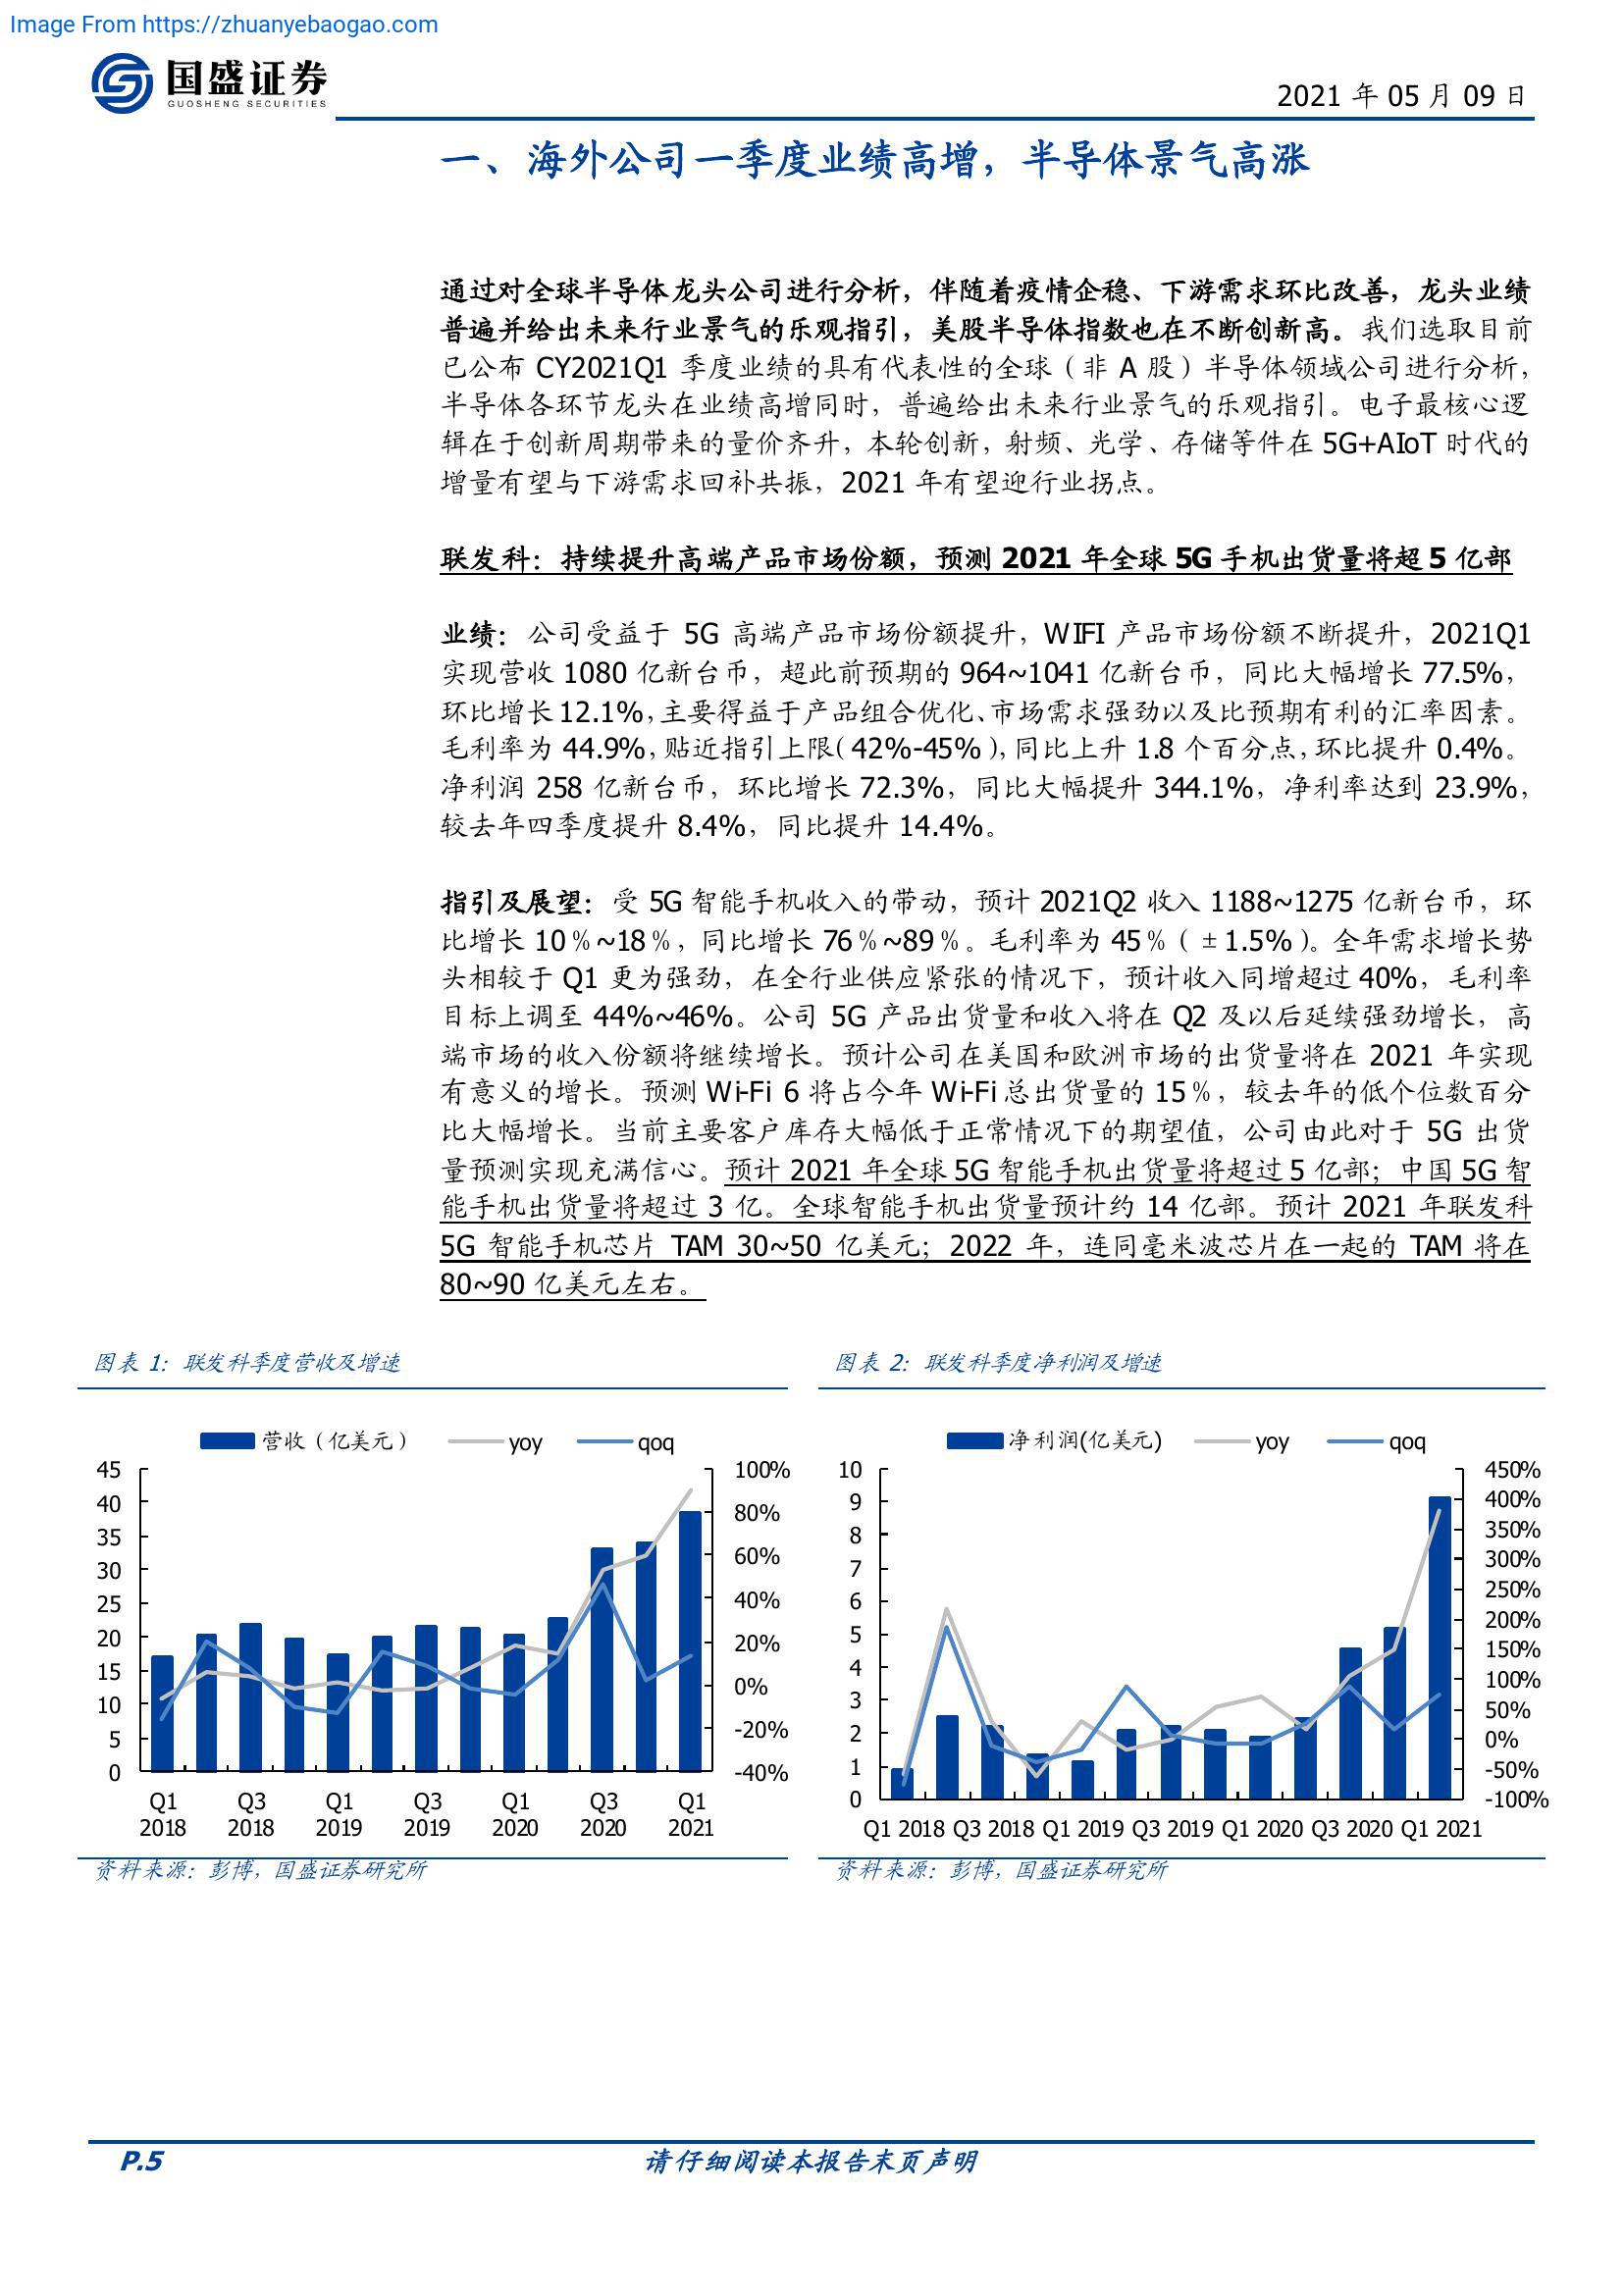 Image From https://zhuanyebaogao.com
国盛证券
GUOSHENG SECURITIES
2021 年 05 月 09 日
一、海外公司一季度业绩高增，半导体景气高涨
通过对全球半导体龙头公司进行分析，伴随着疫情企稳、下游需求环比改善，龙头业绩
普遍并给出未来行业景气的乐观指引，美股半导体指数也在不断创新高。我们选取目前
已公布 CY2021Q1 季度业绩的具有代表性的全球（非 A 股）半导体领域公司进行分析，
半导体各环节龙头在业绩高增同时，普遍给出未来行业景气的乐观指引。电子最核心逻
辑在于创新周期带来的量价齐升，本轮创新，射频、光学、存储等件在 5G+AIoT 时代的
增量有望与下游需求回补共振，2021 年有望迎行业拐点。
联发科：持续提升高端产品市场份额，预测 2021 年全球 5G 手机出货量将超 5 亿部
业绩：公司受益于 5G 高端产品市场份额提升，WIFI 产品市场份额不断提升，2021Q1
实现营收 1080 亿新台币，超此前预期的 964~1041 亿新台币，同比大幅增长 77.5%，
环比增长 12.1%，主要得益于产品组合优化、市场需求强劲以及比预期有利的汇率因素。
毛利率为 44.9%，贴近指引上限（42%-45%），同比上升 1.8 个百分点，环比提升 0.4%。
净利润 258 亿新台币，环比增长 72.3%，同比大幅提升 344.1%，净利率达到 23.9%，
较去年四季度提升 8.4%，同比提升 14.4%。
指引及展望：受 5G 智能手机收入的带动，预计 2021Q2 收入 1188~1275 亿新台币，环
比增长 10％~18％，同比增长 76％~89％。毛利率为 45％（±1.5%）。全年需求增长势
头相较于 Q1 更为强劲，在全行业供应紧张的情况下，预计收入同增超过 40%，毛利率
目标上调至 44%~46%。公司 5G 产品出货量和收入将在 Q2 及以后延续强劲增长，高
端市场的收入份额将继续增长。预计公司在美国和欧洲市场的出货量将在 2021 年实现
有意义的增长。预测 Wi-Fi 6 将占今年 Wi-Fi 总出货量的 15％，较去年的低个位数百分
比大幅增长。当前主要客户库存大幅低于正常情况下的期望值，公司由此对于 5G 出货
量预测实现充满信心。预计 2021 年全球 5G 智能手机出货量将超过 5 亿部；中国 5G 智
能手机出货量将超过 3 亿。全球智能手机出货量预计约 14 亿部。预计 2021 年联发科
5G 智能手机芯片 TAM 30~50 亿美元；2022 年，连同毫米波芯片在一起的 TAM 将在
80~90 亿美元左右。
图表 1：联发科季度营收及增速
营收（亿美元） yoy qoq
45
40
35
30
25
20
15
10
5
0
100%
80%
60%
40%
20%
0%
-20%
-40%
Q1 Q3 Q1 Q3 Q1 Q3 Q1
2018 2018 2019 2019 2020 2020 2021
资料来源：彭博，国盛证券研究所
图表 2：联发科季度净利润及增速
净利润(亿美元) yoy qoq
10
9
8
7
6
5
4
3
2
1
0
450%
400%
350%
300%
250%
200%
150%
100%
50%
0%
-50%
-100%
Q1 2018 Q3 2018 Q1 2019 Q3 2019 Q1 2020 Q3 2020 Q1 2021
资料来源：彭博，国盛证券研究所
P.5
请仔细阅读本报告末页声明